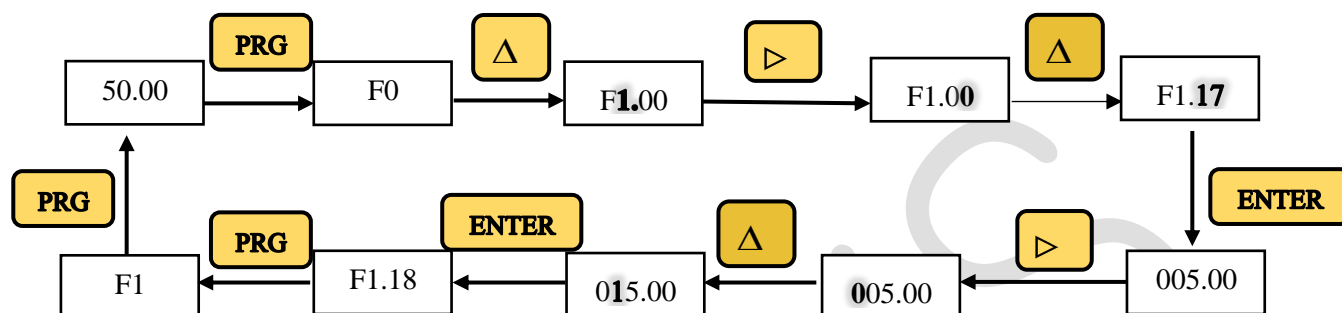 PRG
Δ
▷
Δ
50.00
F0
F1.00
F1.00
F1.17
PRG
PRG
ENTER
Δ
▷
ENTER
F1
F1.18
015.00
005.00
005.00